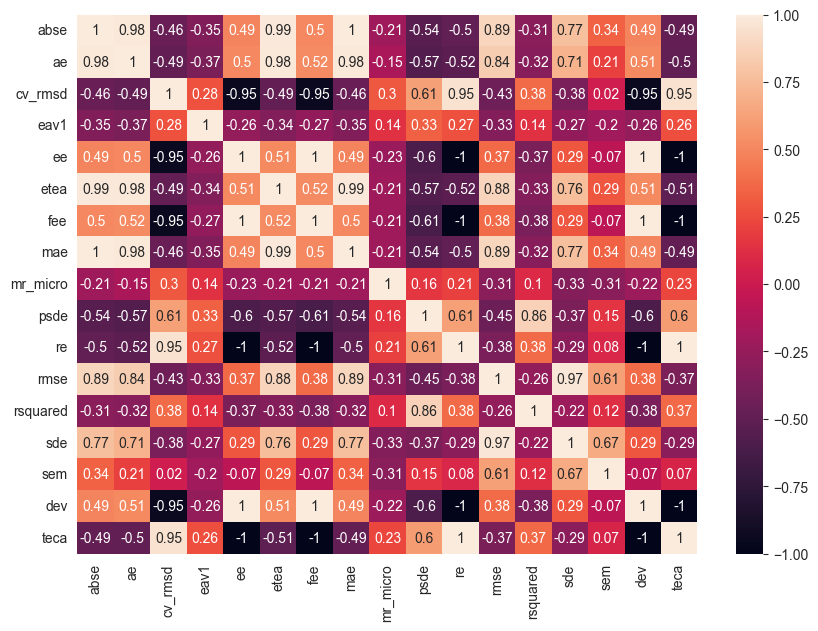 abse 1 0.98 -0.46 -0.35 0.49 0.99 0.5 1 -0.21 -0.54 -0.5 0.89 -0.31 0.77 0.34 0.49 -0.49
ae 0.98 1 -0.49 -0.37 0.5 0.98 0.52 0.98 -0.15 -0.57 -0.52 0.84 -0.32 0.71 0.21 0.51 -0.5
cv_rmsd -0.46 -0.49 1 0.28 -0.95 -0.49 -0.95 -0.46 0.3 0.61 0.95 -0.43 0.38 -0.38 0.02 -0.95 0.95
eav1 -0.35 -0.37 0.28 1 -0.26 -0.34 -0.27 -0.35 0.14 0.33 0.27 -0.33 0.14 -0.27 -0.2 -0.26 0.26
ee 0.49 0.5 -0.95 -0.26 1 0.51 1 0.49 -0.23 -0.6 -1 0.37 -0.37 0.29 -0.07 1 -1
etea 0.99 0.98 -0.49 -0.34 0.51 1 0.52 0.99 -0.21 -0.57 -0.52 0.88 -0.33 0.76 0.29 0.51 -0.51
fee 0.5 0.52 -0.95 -0.27 1 0.52 1 0.5 -0.21 -0.61 -1 0.38 -0.38 0.29 -0.07 1 -1
mae 1 0.98 -0.46 -0.35 0.49 0.99 0.5 1 -0.21 -0.54 -0.5 0.89 -0.32 0.77 0.34 0.49 -0.49
mr_micro -0.21 -0.15 0.3 0.14 -0.23 -0.21 -0.21 -0.21 1 0.16 0.21 -0.31 0.1 -0.33 -0.31 -0.22 0.23
psde -0.54 -0.57 0.61 0.33 -0.6 -0.57 -0.61 -0.54 0.16 1 0.61 -0.45 0.86 -0.37 0.15 -0.6 0.6
re -0.5 -0.52 0.95 0.27 -1 -0.52 -1 -0.5 0.21 0.61 1 -0.38 0.38 -0.29 0.08 -1 1
rmse 0.89 0.84 -0.43 -0.33 0.37 0.88 0.38 0.89 -0.31 -0.45 -0.38 1 -0.26 0.97 0.61 0.38 -0.37
rsquared -0.31 -0.32 0.38 0.14 -0.37 -0.33 -0.38 -0.32 0.1 0.86 0.38 -0.26 1 -0.22 0.12 -0.38 0.37
sde 0.77 0.71 -0.38 -0.27 0.29 0.76 0.29 0.77 -0.33 -0.37 -0.29 0.97 -0.22 1 0.67 0.29 -0.29
sem 0.34 0.21 0.02 -0.2 -0.07 0.29 -0.07 0.34 -0.31 0.15 0.08 0.61 0.12 0.67 1 -0.07 0.07
dev 0.49 0.51 -0.95 -0.26 1 0.51 1 0.49 -0.22 -0.6 -1 0.38 -0.38 0.29 -0.07 1 -1
teca -0.49 -0.5 0.95 0.26 -1 -0.51 -1 -0.49 0.23 0.6 1 -0.37 0.37 -0.29 0.07 -1 1
abse ae cv_rmsd eav1 ee etea fee mae mr_micro psde re rmse rsquared sde sem dev teca
1.00
0.75
0.50
0.25
0.00
-0.25
-0.50
-0.75
-1.00